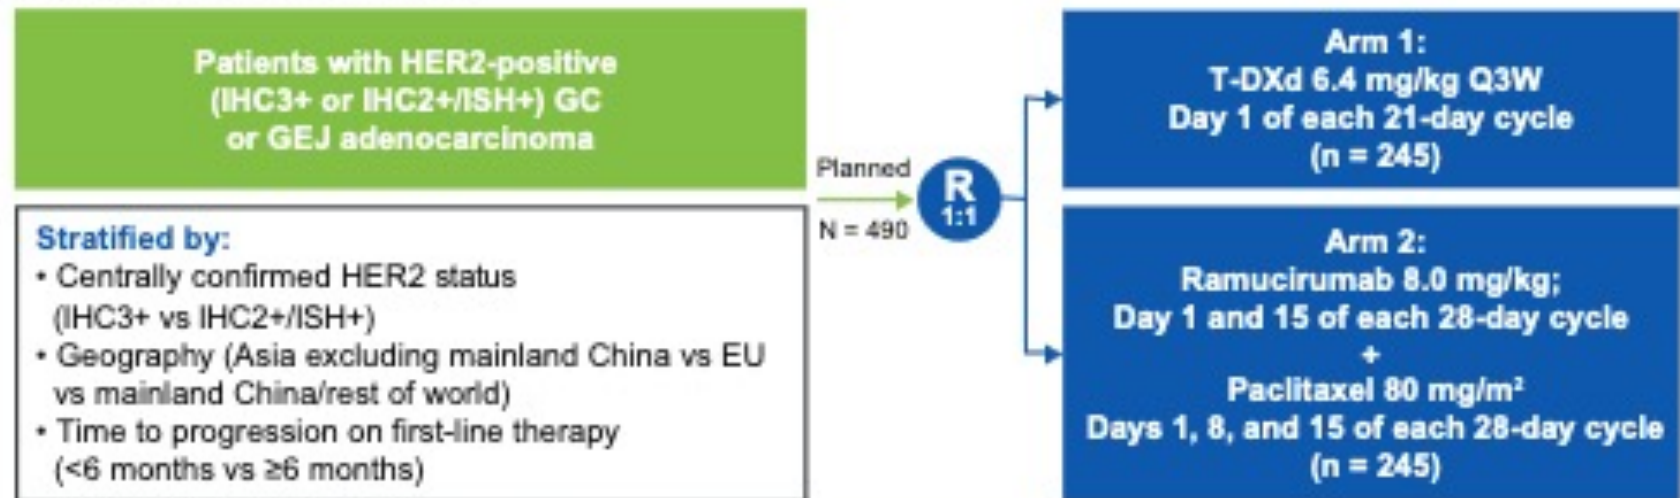 Patients with HER2-positive
(IHC3+ or IHC2+/ISH+) GC
or GEJ adenocarcinoma
Stratified by:
• Centrally confirmed HER2 status
(IHC3+ vs IHC2+/ISH+)
• Geography (Asia excluding mainland China vs EU
vs mainland China/rest of world)
• Time to progression on first-line therapy
(<6 months vs ≥6 months)
Planned
N = 490
R
1:1
Arm 1:
T-DXd 6.4 mg/kg Q3W
Day 1 of each 21-day cycle
(n = 245)
Arm 2:
Ramucirumab 8.0 mg/kg;
Day 1 and 15 of each 28-day cycle
+
Paclitaxel 80 mg/m²
Days 1, 8, and 15 of each 28-day cycle
(n = 245)